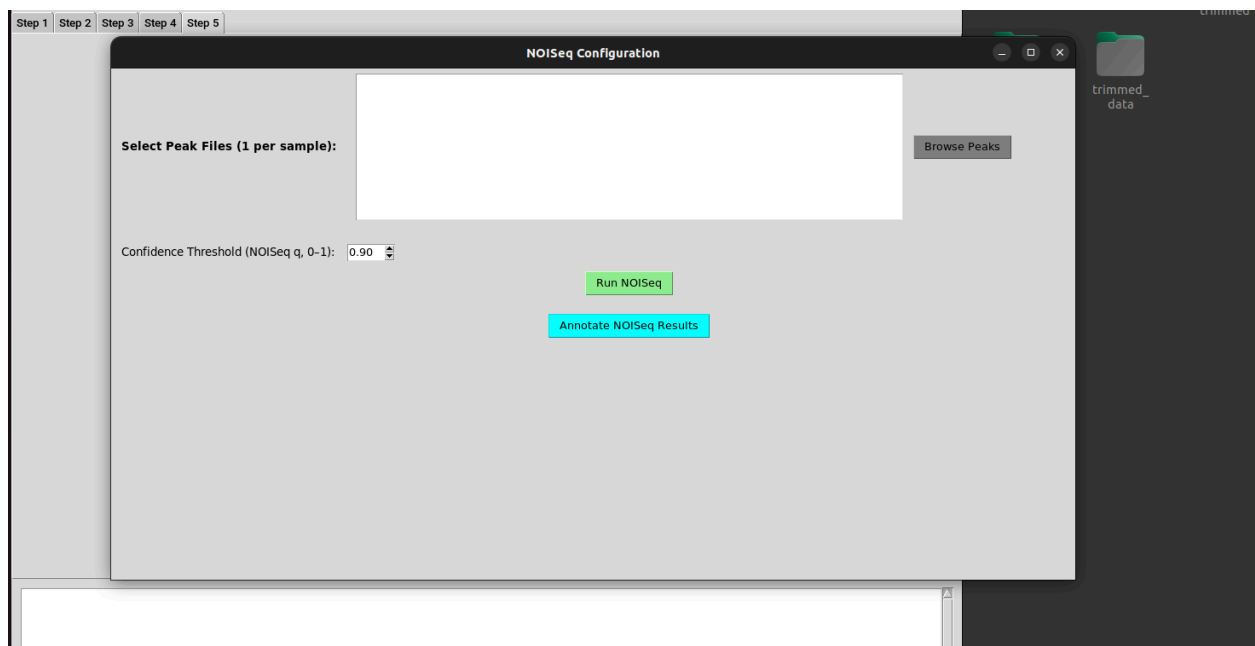 Step 1 Step 2 Step 3 Step 4 Step 5
NOISeq Configuration
trimmed_
data
Select Peak Files (1 per sample):
Browse Peaks
Confidence Threshold (NOISeq q, 0–1): 0.90
Run NOISeq
Annotate NOISeq Results